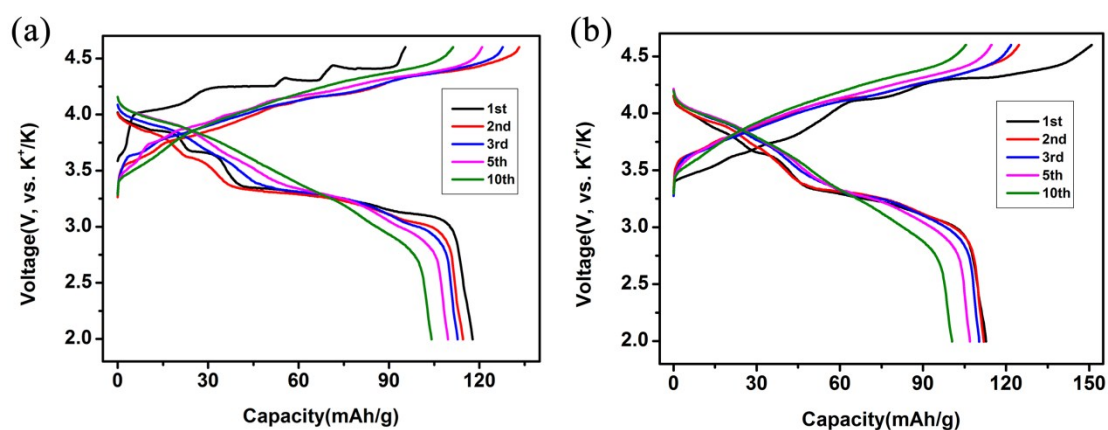 (a)
Voltage(V, vs. K⁺/K)
4.5
4.0
3.5
3.0
2.5
2.0
1st
2nd
3rd
5th
10th
0 30 60 90 120
Capacity(mAh/g)
(b)
Voltage(V, vs. K⁺/K)
4.5
4.0
3.5
3.0
2.5
2.0
1st
2nd
3rd
5th
10th
0 30 60 90 120 150
Capacity(mAh/g)